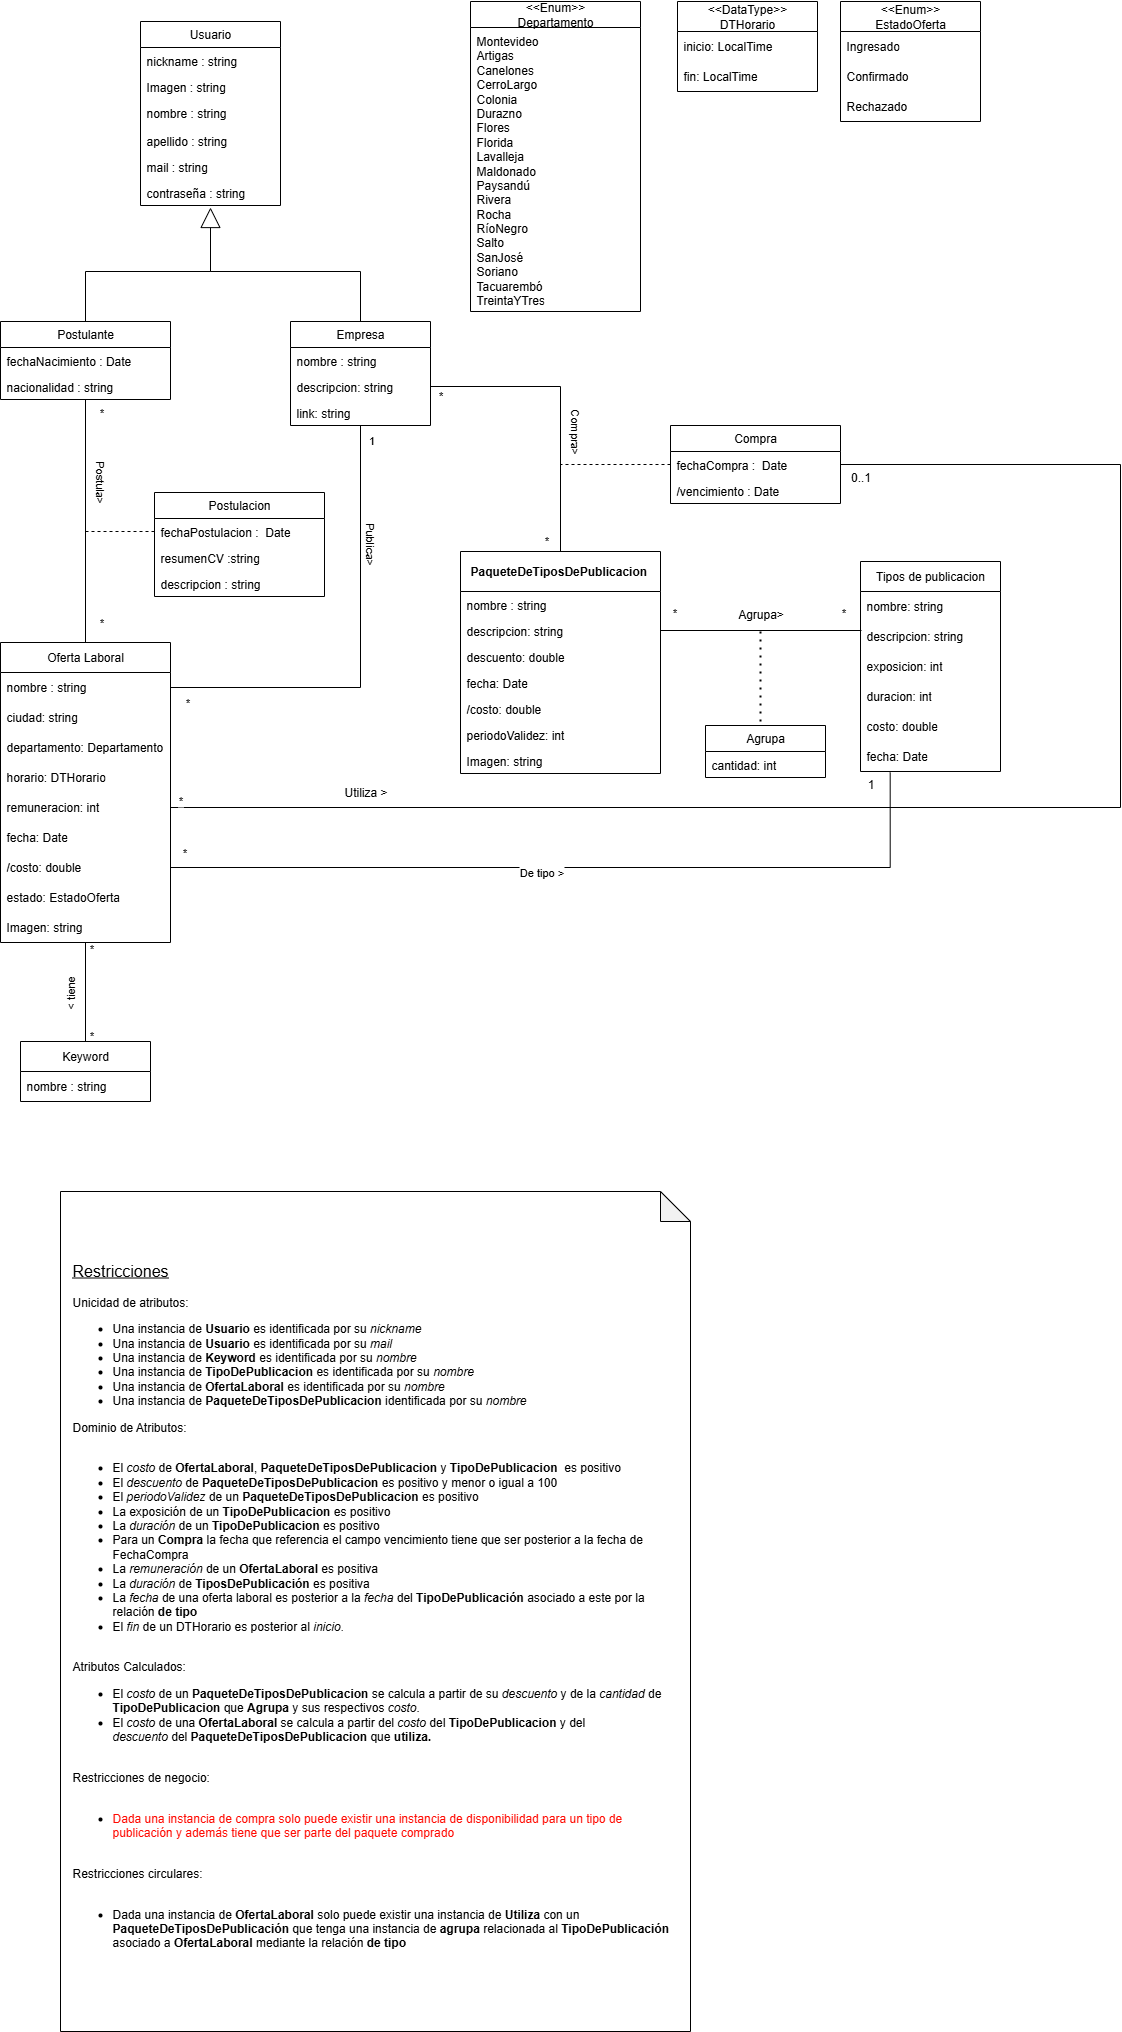 <<Enum>>
Departamento
Montevideo
Artigas
Canelones
CerroLargo
Colonia
Durazno
Flores
Florida
Lavalleja
Maldonado
Paysandú
Rivera
Rocha
RíoNegro
Salto
SanJosé
Soriano
Tacuarembó
TreintaYTres
<<DataType>>
DTHorario
inicio: LocalTime
fin: LocalTime
<<Enum>>
EstadoOferta
Ingresado
Confirmado
Rechazado
Usuario
nickname : string
Imagen : string
nombre : string
apellido : string
mail : string
contraseña : string
Postulante
fechaNacimiento : Date
nacionalidad : string
Empresa
nombre : string
descripcion: string
link: string
*
*
1
Compra>
Compra
fechaCompra :  Date
/vencimiento : Date
0..1
Postula>
Postulacion
fechaPostulacion :  Date
resumenCV :string
descripcion : string
Publica>
*
*
PaqueteDeTiposDePublicacion
nombre : string
descripcion: string
descuento: double
fecha: Date
/costo: double
periodoValidez: int
Imagen: string
*
Agrupa>
*
Agrupa
cantidad: int
Tipos de publicacion
nombre: string
descripcion: string
exposicion: int
duracion: int
costo: double
fecha: Date
1
Oferta Laboral
nombre : string
ciudad: string
departamento: Departamento
horario: DTHorario
remuneracion: int
fecha: Date
/costo: double
estado: EstadoOferta
Imagen: string
*
*
Utiliza >
*
De tipo >
*
< tiene
*
Keyword
nombre : string
Restricciones
Unicidad de atributos:
• Una instancia de Usuario es identificada por su nickname
• Una instancia de Usuario es identificada por su mail
• Una instancia de Keyword es identificada por su nombre
• Una instancia de TipoDePublicacion es identificada por su nombre
• Una instancia de OfertaLaboral es identificada por su nombre
• Una instancia de PaqueteDeTiposDePublicacion identificada por su nombre
Dominio de Atributos:
• El costo de OfertaLaboral, PaqueteDeTiposDePublicacion y TipoDePublicacion  es positivo
• El descuento de PaqueteDeTiposDePublicacion es positivo y menor o igual a 100
• El periodoValidez de un PaqueteDeTiposDePublicacion es positivo
• La exposición de un TipoDePublicacion es positivo
• La duración de un TipoDePublicacion es positivo
• Para un Compra la fecha que referencia el campo vencimiento tiene que ser posterior a la fecha de
FechaCompra
• La remuneración de un OfertaLaboral es positiva
• La duración de TiposDePublicación es positiva
• La fecha de una oferta laboral es posterior a la fecha del TipoDePublicación asociado a este por la
relación de tipo
• El fin de un DTHorario es posterior al inicio.
Atributos Calculados:
• El costo de un PaqueteDeTiposDePublicacion se calcula a partir de su descuento y de la cantidad de
TipoDePublicacion que Agrupa y sus respectivos costo.
• El costo de una OfertaLaboral se calcula a partir del costo del TipoDePublicacion y del
descuento del PaqueteDeTiposDePublicacion que utiliza.
Restricciones de negocio:
• Dada una instancia de compra solo puede existir una instancia de disponibilidad para un tipo de
publicación y además tiene que ser parte del paquete comprado
Restricciones circulares:
• Dada una instancia de OfertaLaboral solo puede existir una instancia de Utiliza con un
PaqueteDeTiposDePublicación que tenga una instancia de agrupa relacionada al TipoDePublicación
asociado a OfertaLaboral mediante la relación de tipo